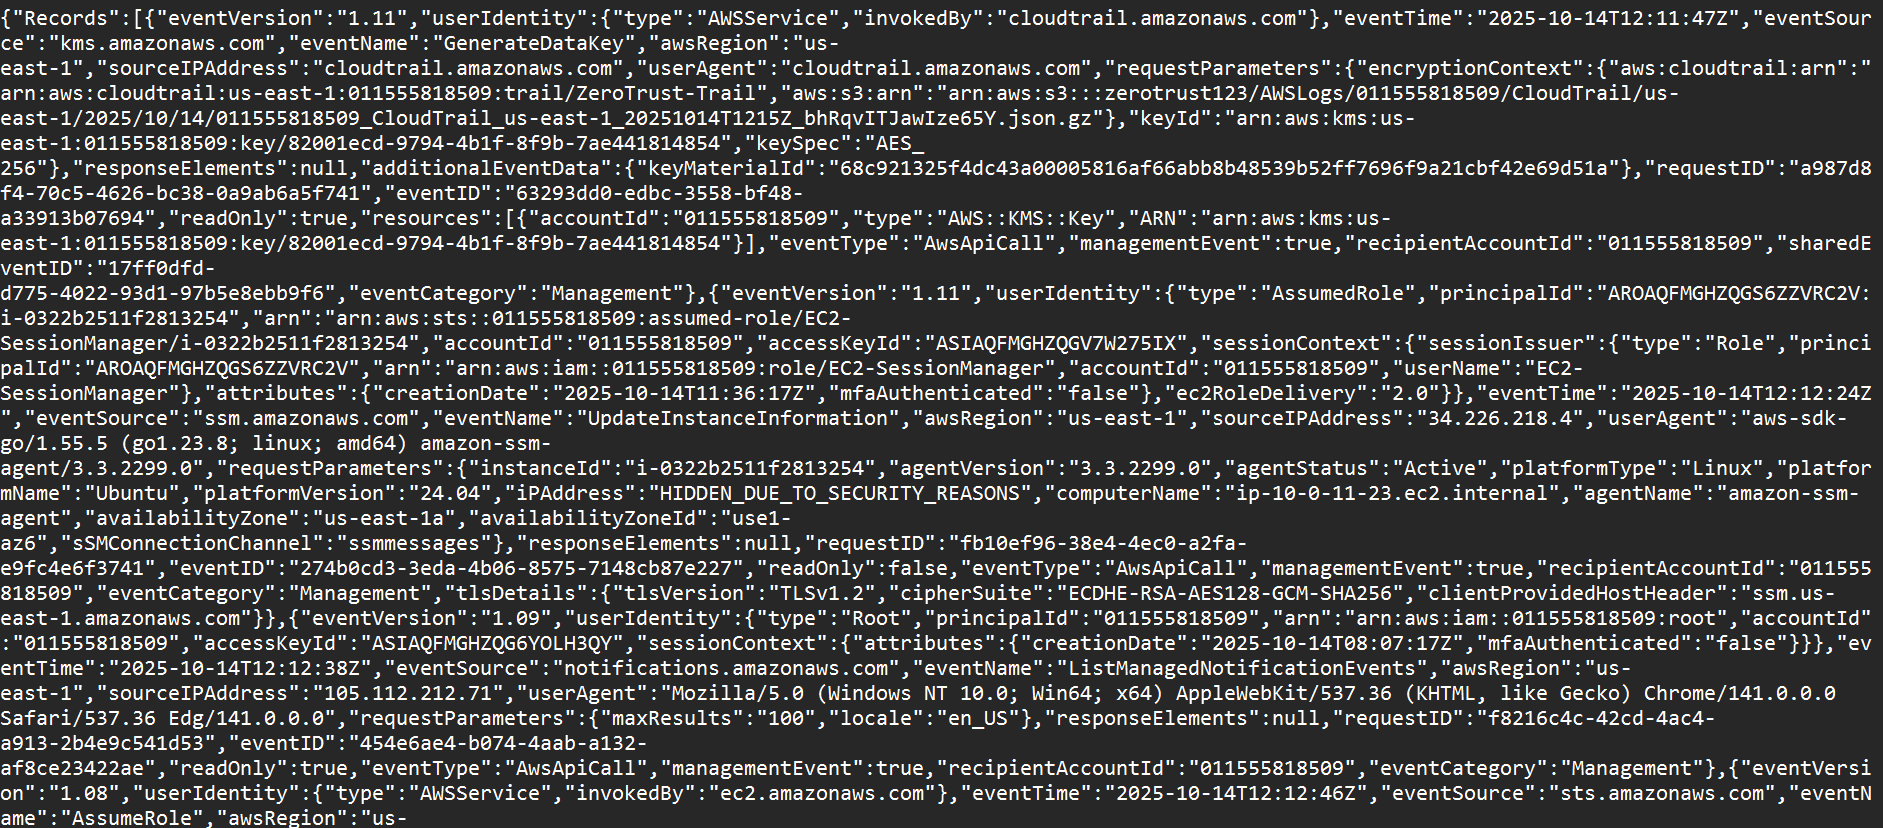 {"Records":[{"eventVersion":"1.11","userIdentity":{"type":"AWSService","invokedBy":"cloudtrail.amazonaws.com"},"eventTime":"2025-10-14T12:11:47Z","eventSour
ce":"kms.amazonaws.com","eventName":"GenerateDataKey","awsRegion":"us-
east-1","sourceIPAddress":"cloudtrail.amazonaws.com","userAgent":"cloudtrail.amazonaws.com","requestParameters":{"encryptionContext":{"aws:cloudtrail:arn":"
arn:aws:cloudtrail:us-east-1:011555818509:trail/ZeroTrust-Trail","aws:s3:arn":"arn:aws:s3:::zerotrust123/AWSLogs/011555818509/CloudTrail/us-
east-1/2025/10/14/011555818509_CloudTrail_us-east-1_20251014T1215Z_bhRqvITJawIze65Y.json.gz"},"keyId":"arn:aws:kms:us-
east-1:011555818509:key/82001ecd-9794-4b1f-8f9b-7ae441814854","keySpec":"AES_
256"},"responseElements":null,"additionalEventData":{"keyMaterialId":"68c921325f4dc43a00005816af66abb8b48539b52ff7696f9a21cbf42e69d51a"},"requestID":"a987d8
f4-70c5-4626-bc38-0a9ab6a5f741","eventID":"63293dd0-edbc-3558-bf48-
a33913b07694","readOnly":true,"resources":[{"accountId":"011555818509","type":"AWS::KMS::Key","ARN":"arn:aws:kms:us-
east-1:011555818509:key/82001ecd-9794-4b1f-8f9b-7ae441814854"}],"eventType":"AwsApiCall","managementEvent":true,"recipientAccountId":"011555818509","sharedE
ventID":"17ff0dfd-
d775-4022-93d1-97b5e8ebb9f6","eventCategory":"Management"},{"eventVersion":"1.11","userIdentity":{"type":"AssumedRole","principalId":"AROAQFMGHZQGS6ZZVRC2V:
i-0322b2511f2813254","arn":"arn:aws:sts::011555818509:assumed-role/EC2-
SessionManager/i-0322b2511f2813254","accountId":"011555818509","accessKeyId":"ASIAQFMGHZQGV7W275IX","sessionContext":{"sessionIssuer":{"type":"Role","princi
palId":"AROAQFMGHZQGS6ZZVRC2V","arn":"arn:aws:iam::011555818509:role/EC2-SessionManager","accountId":"011555818509","userName":"EC2-
SessionManager"},"attributes":{"creationDate":"2025-10-14T11:36:17Z","mfaAuthenticated":"false"},"ec2RoleDelivery":"2.0"}},"eventTime":"2025-10-14T12:12:24Z
","eventSource":"ssm.amazonaws.com","eventName":"UpdateInstanceInformation","awsRegion":"us-east-1","sourceIPAddress":"34.226.218.4","userAgent":"aws-sdk-
go/1.55.5 (go1.23.8; linux; amd64) amazon-ssm-
agent/3.3.2299.0","requestParameters":{"instanceId":"i-0322b2511f2813254","agentVersion":"3.3.2299.0","agentStatus":"Active","platformType":"Linux","platfor
mName":"Ubuntu","platformVersion":"24.04","iPAddress":"HIDDEN_DUE_TO_SECURITY_REASONS","computerName":"ip-10-0-11-23.ec2.internal","agentName":"amazon-ssm-
agent","availabilityZone":"us-east-1a","availabilityZoneId":"use1-
az6","sSMConnectionChannel":"ssmmessages"},"responseElements":null,"requestID":"fb10ef96-38e4-4ec0-a2fa-
e9fc4e6f3741","eventID":"274b0cd3-3eda-4b06-8575-7148cb87e227","readOnly":false,"eventType":"AwsApiCall","managementEvent":true,"recipientAccountId":"011555
818509","eventCategory":"Management","tlsDetails":{"tlsVersion":"TLSv1.2","cipherSuite":"ECDHE-RSA-AES128-GCM-SHA256","clientProvidedHostHeader":"ssm.us-
east-1.amazonaws.com"}},{"eventVersion":"1.09","userIdentity":{"type":"Root","principalId":"011555818509","arn":"arn:aws:iam::011555818509:root","accountId"
:"011555818509","accessKeyId":"ASIAQFMGHZQG6YOLH3QY","sessionContext":{"attributes":{"creationDate":"2025-10-14T08:07:17Z","mfaAuthenticated":"false"}}},"ev
entTime":"2025-10-14T12:12:38Z","eventSource":"notifications.amazonaws.com","eventName":"ListManagedNotificationEvents","awsRegion":"us-
east-1","sourceIPAddress":"105.112.212.71","userAgent":"Mozilla/5.0 (Windows NT 10.0; Win64; x64) AppleWebKit/537.36 (KHTML, like Gecko) Chrome/141.0.0.0
Safari/537.36 Edg/141.0.0.0","requestParameters":{"maxResults":"100","locale":"en_US"},"responseElements":null,"requestID":"f8216c4c-42cd-4ac4-
a913-2b4e9c541d53","eventID":"454e6ae4-b074-4aab-a132-
af8ce23422ae","readOnly":true,"eventType":"AwsApiCall","managementEvent":true,"recipientAccountId":"011555818509","eventCategory":"Management"},{"eventVersi
on":"1.08","userIdentity":{"type":"AWSService","invokedBy":"ec2.amazonaws.com"},"eventTime":"2025-10-14T12:12:46Z","eventSource":"sts.amazonaws.com","eventN
ame":"AssumeRole","awsRegion":"us-